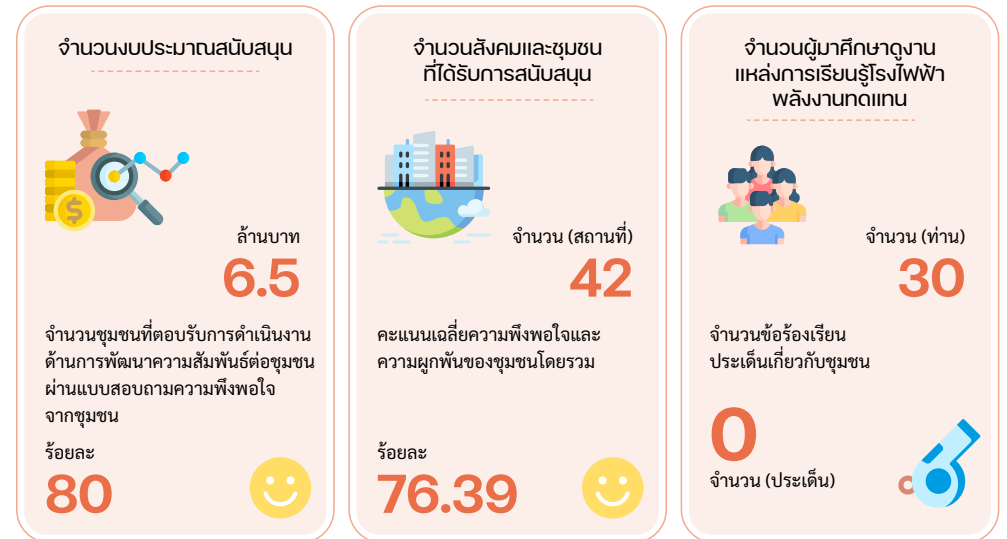 จำนวนงบประมาณสนับสนุน
ล้านบาท
6.5
จำนวนชุมชนที่ตอบรับการดำเนินงาน
ด้านการพัฒนาความสัมพันธ์ต่อชุมชน
ผ่านแบบสอบถามความพึงพอใจ
จากชุมชน
ร้อยละ
80
จำนวนสังคมและชุมชน
ที่ได้รับการสนับสนุน
จำนวน (สถานที่)
42
คะแนนเฉลี่ยความพึงพอใจและ
ความผูกพันของชุมชนโดยรวม
ร้อยละ
76.39
จำนวนผู้มาศึกษาดูงาน
แหล่งการเรียนรู้โรงไฟฟ้า
พลังงานทดแทน
จำนวน (ท่าน)
30
จำนวนข้อร้องเรียน
ประเด็นเกี่ยวกับชุมชน
0
จำนวน (ประเด็น)